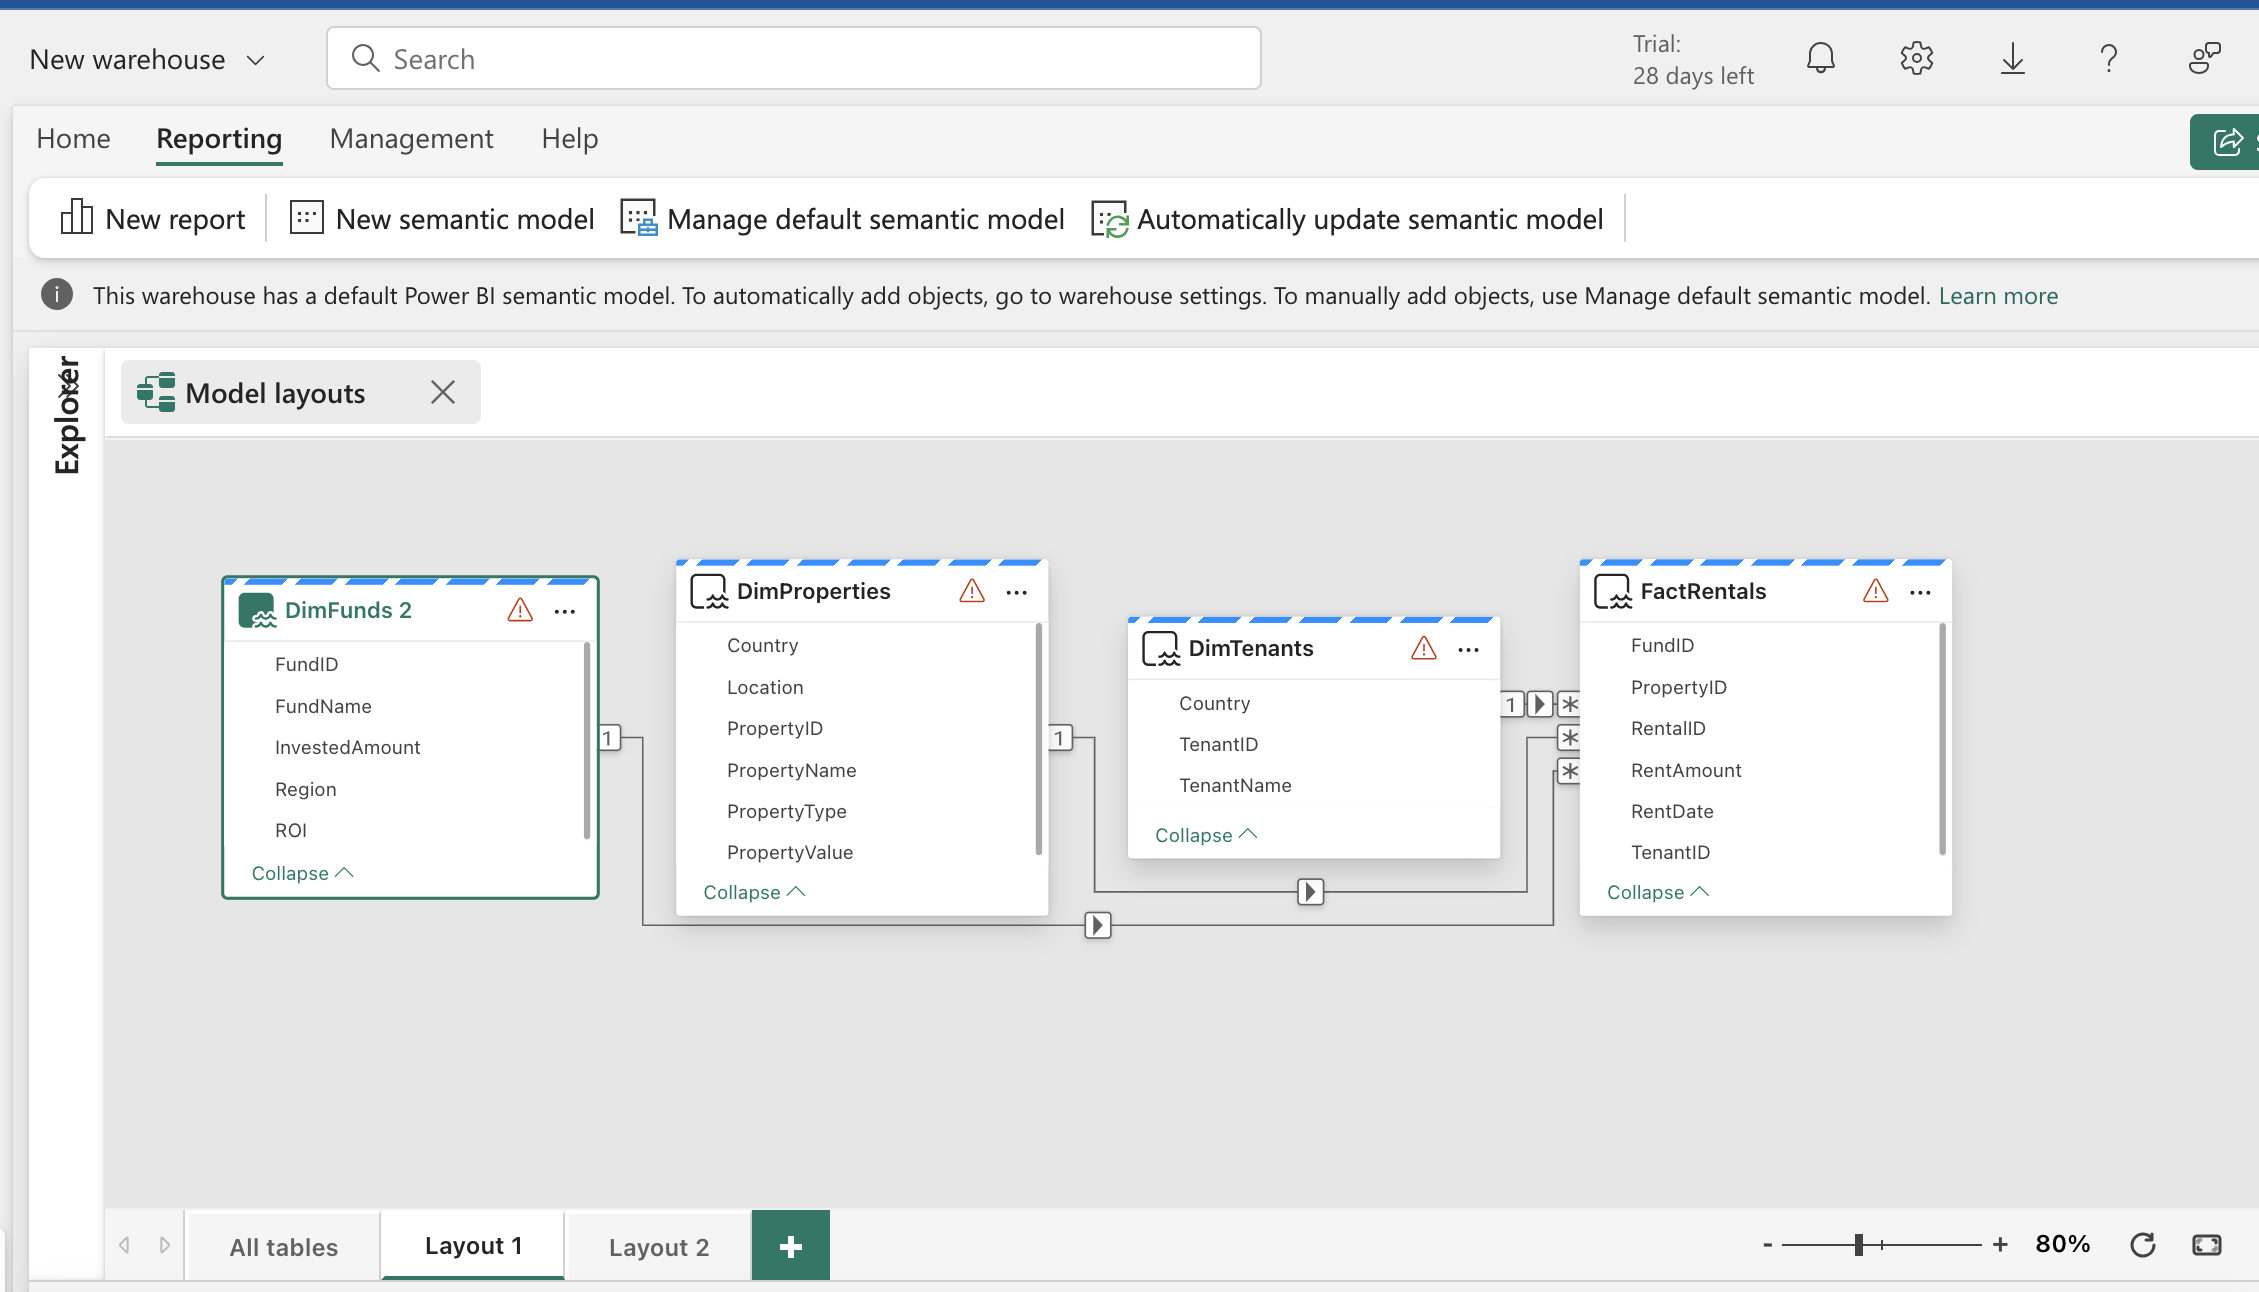 New warehouse
Search
Trial:
28 days left
Home Reporting Management Help
New report New semantic model Manage default semantic model Automatically update semantic model
This warehouse has a default Power BI semantic model. To automatically add objects, go to warehouse settings. To manually add objects, use Manage default semantic model. Learn more
Explorer
Model layouts
DimFunds 2
FundID
FundName
InvestedAmount
Region
ROI
Collapse
1
DimProperties
Country
Location
PropertyID
PropertyName
PropertyType
PropertyValue
Collapse
1
DimTenants
Country
TenantID
TenantName
Collapse
1 *
*
*
FactRentals
FundID
PropertyID
RentalID
RentAmount
RentDate
TenantID
Collapse
All tables Layout 1 Layout 2 +
- + 80%